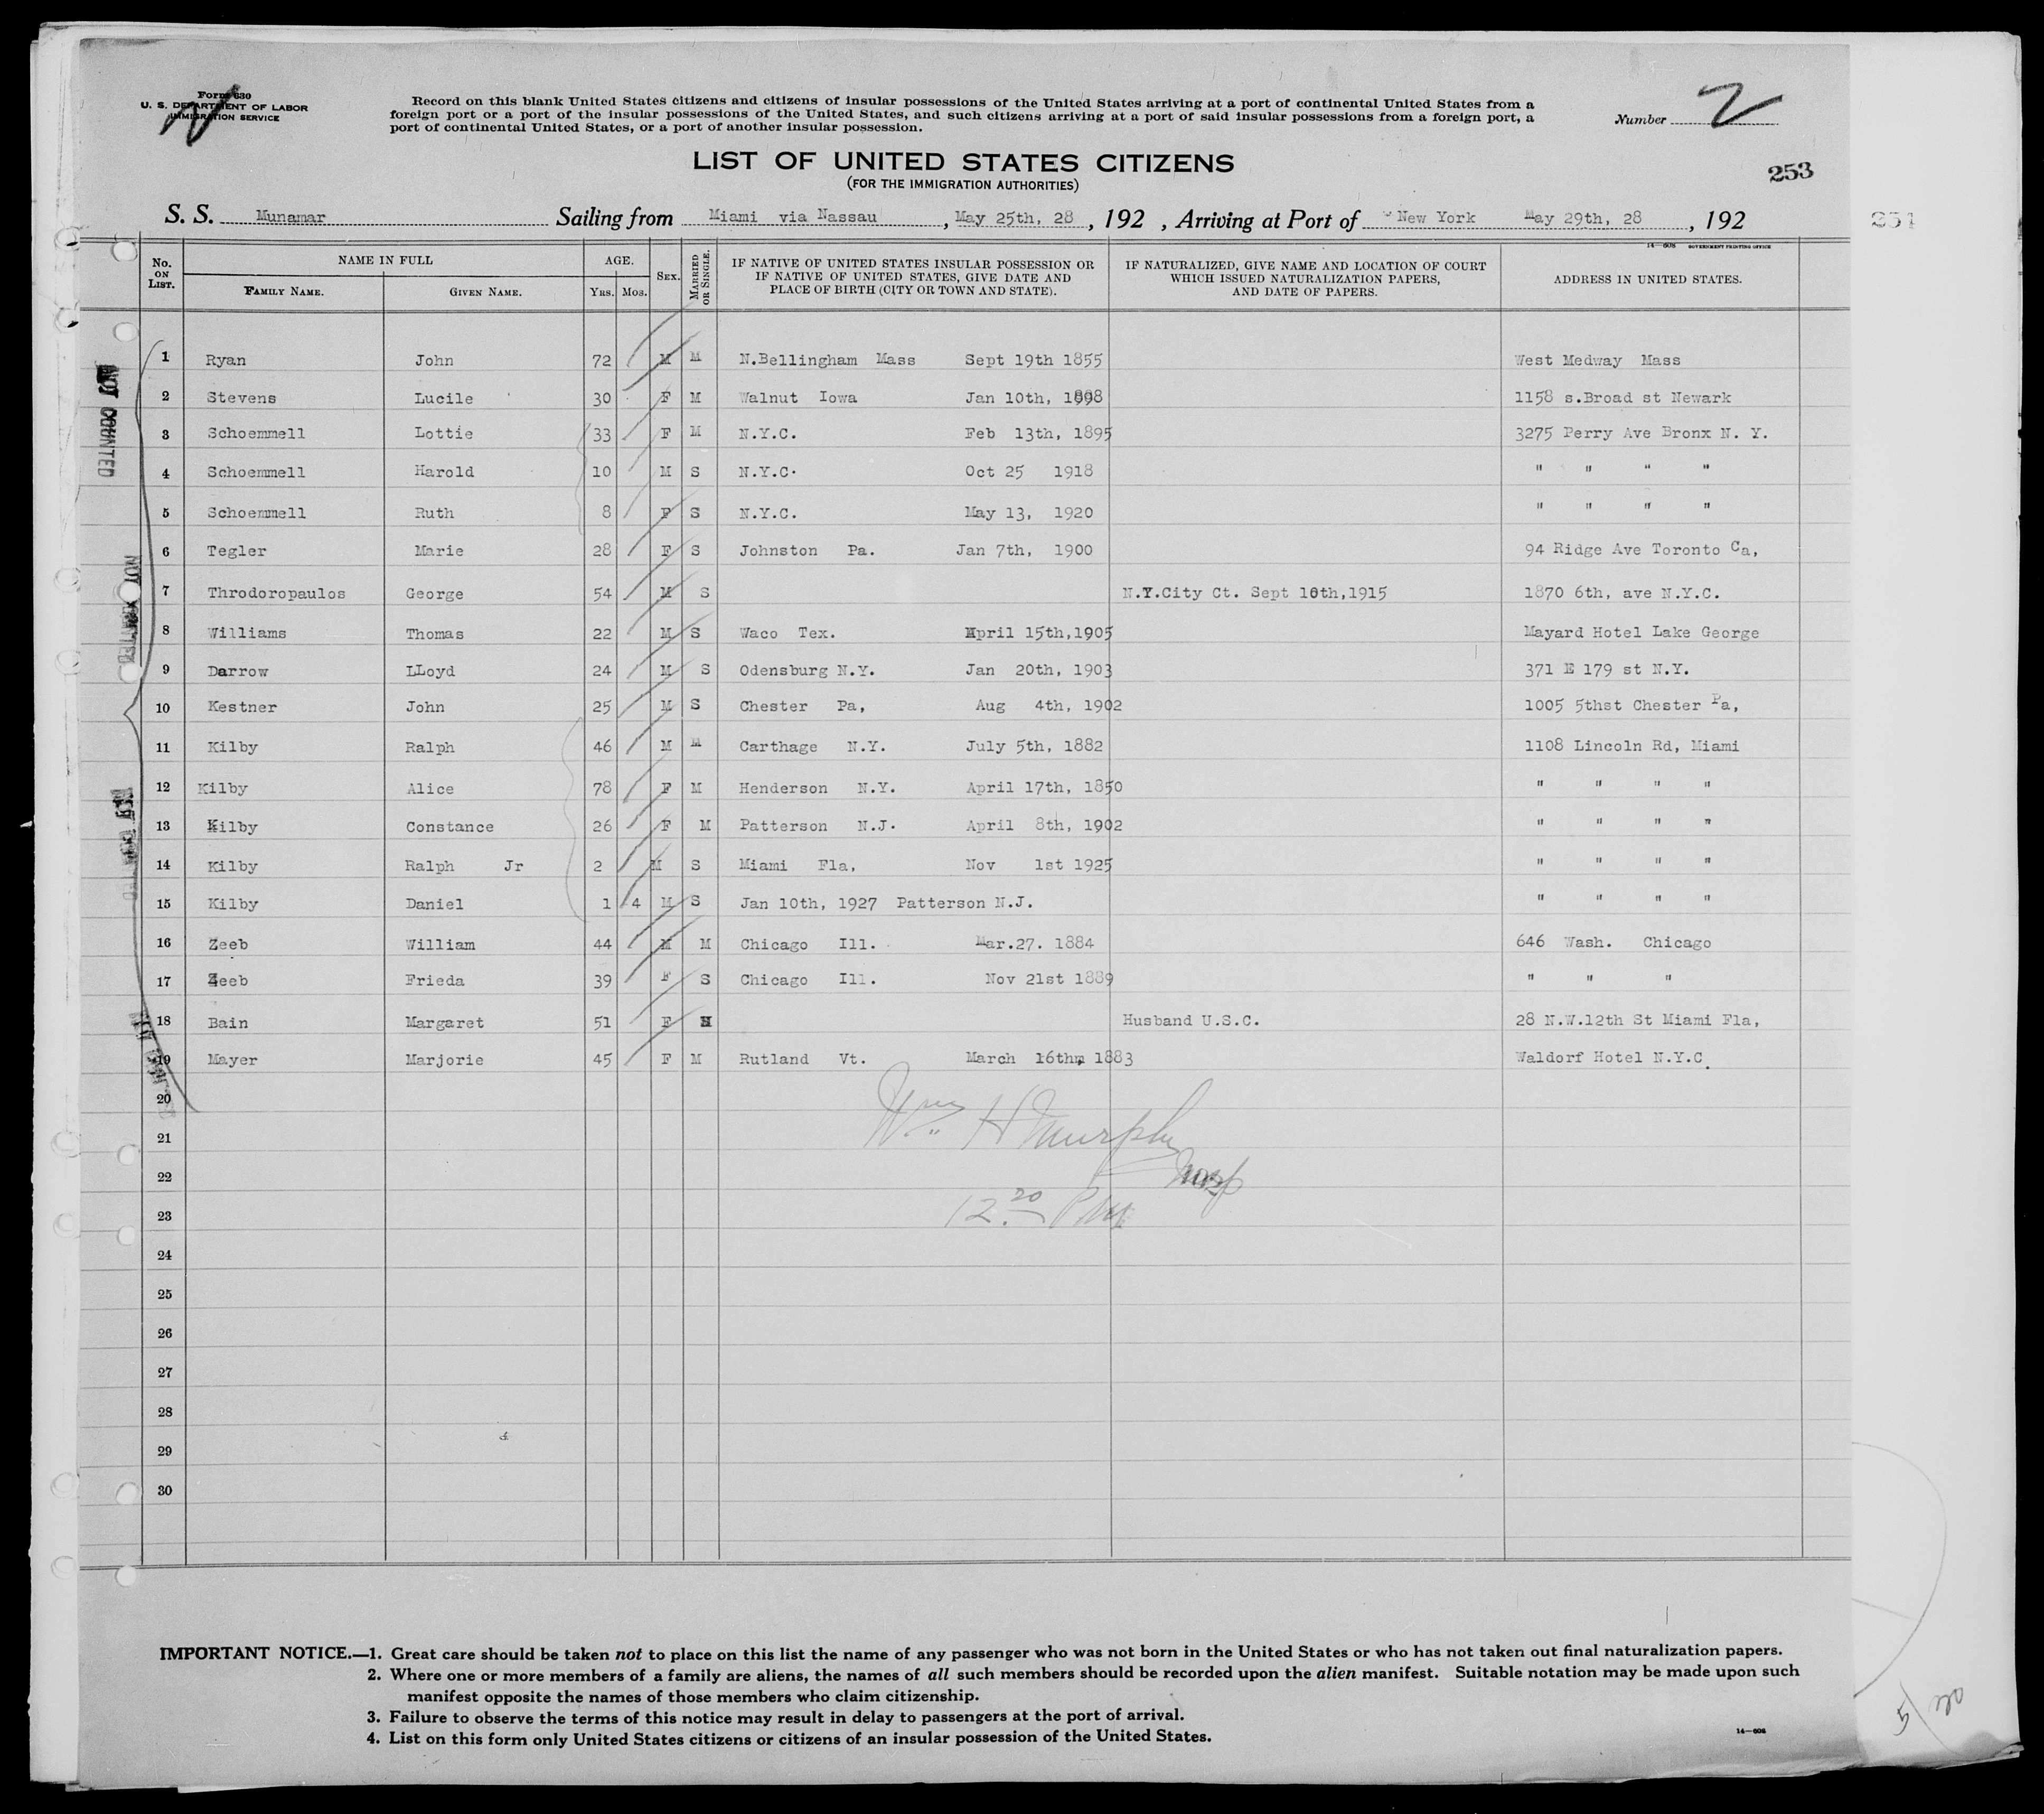 Form 630
U. S. DEPARTMENT OF LABOR
IMMIGRATION SERVICE
Record on this blank United States citizens and citizens of insular possessions of the United States arriving at a port of continental United States from a
foreign port or a port of the insular possessions of the United States, and such citizens arriving at a port of said insular possessions from a foreign port, a
port of continental United States, or a port of another insular possession.
Number 2
LIST OF UNITED STATES CITIZENS
(FOR THE IMMIGRATION AUTHORITIES)
253
S. S. Munamar Sailing from Miami via Nassau, May 25th, 28, 192 , Arriving at Port of New York May 29th, 28, 192
251
14—608 GOVERNMENT PRINTING OFFICE
No. ON LIST. NAME IN FULL FAMILY NAME. GIVEN NAME. AGE. YRS. MOS. SEX. MARRIED OR SINGLE. IF NATIVE OF UNITED STATES INSULAR POSSESSION OR IF NATIVE OF UNITED STATES, GIVE DATE AND PLACE OF BIRTH (CITY OR TOWN AND STATE). IF NATURALIZED, GIVE NAME AND LOCATION OF COURT WHICH ISSUED NATURALIZATION PAPERS, AND DATE OF PAPERS. ADDRESS IN UNITED STATES.
1 Ryan John 72 M M N.Bellingham Mass Sept 19th 1855 West Medway Mass
2 Stevens Lucile 30 F M Walnut Iowa Jan 10th, 1898 1158 s.Broad st Newark
3 Schoemmell Lottie 33 F M N.Y.C. Feb 13th, 1895 3275 Perry Ave Bronx N. Y.
4 Schoemmell Harold 10 M S N.Y.C. Oct 25 1918 " " " "
5 Schoemmell Ruth 8 F S N.Y.C. May 13, 1920 " " " "
6 Tegler Marie 28 F S Johnston Pa. Jan 7th, 1900 94 Ridge Ave Toronto Ca,
7 Throdoropaulos George 54 M S N.Y.City Ct. Sept 10th,1915 1870 6th, ave N.Y.C.
8 Williams Thomas 22 M S Waco Tex. April 15th,1905 Mayard Hotel Lake George
9 Darrow LLoyd 24 M S Odensburg N.Y. Jan 20th, 1903 371 E 179 st N.Y.
10 Kestner John 25 M S Chester Pa, Aug 4th, 1902 1005 5thst Chester Pa,
11 Kilby Ralph 46 M M Carthage N.Y. July 5th, 1882 1108 Lincoln Rd, Miami
12 Kilby Alice 78 F M Henderson N.Y. April 17th, 1850 " " " "
13 Kilby Constance 26 F M Patterson N.J. April 8th, 1902 " " " "
14 Kilby Ralph Jr 2 M S Miami Fla, Nov 1st 1925 " " " "
15 Kilby Daniel 1 4 M S Jan 10th, 1927 Patterson N.J. " " " "
16 Zeeb William 44 M M Chicago Ill. Mar.27. 1884 646 Wash. Chicago
17 Zeeb Frieda 39 F S Chicago Ill. Nov 21st 1889 " " "
18 Bain Margaret 51 F Husband U.S.C. 28 N.W.12th St Miami Fla,
19 Mayer Marjorie 45 F M Rutland Vt. March 16th, 1883 Waldorf Hotel N.Y.C.
20
21
22
23
24
25
26
27
28
29
30
NOT COUNTED
Wm H Murphy
Insp
12.20 P.M.
IMPORTANT NOTICE.—1. Great care should be taken not to place on this list the name of any passenger who was not born in the United States or who has not taken out final naturalization papers.
2. Where one or more members of a family are aliens, the names of all such members should be recorded upon the alien manifest. Suitable notation may be made upon such
manifest opposite the names of those members who claim citizenship.
3. Failure to observe the terms of this notice may result in delay to passengers at the port of arrival.
4. List on this form only United States citizens or citizens of an insular possession of the United States.
14—608
5/20